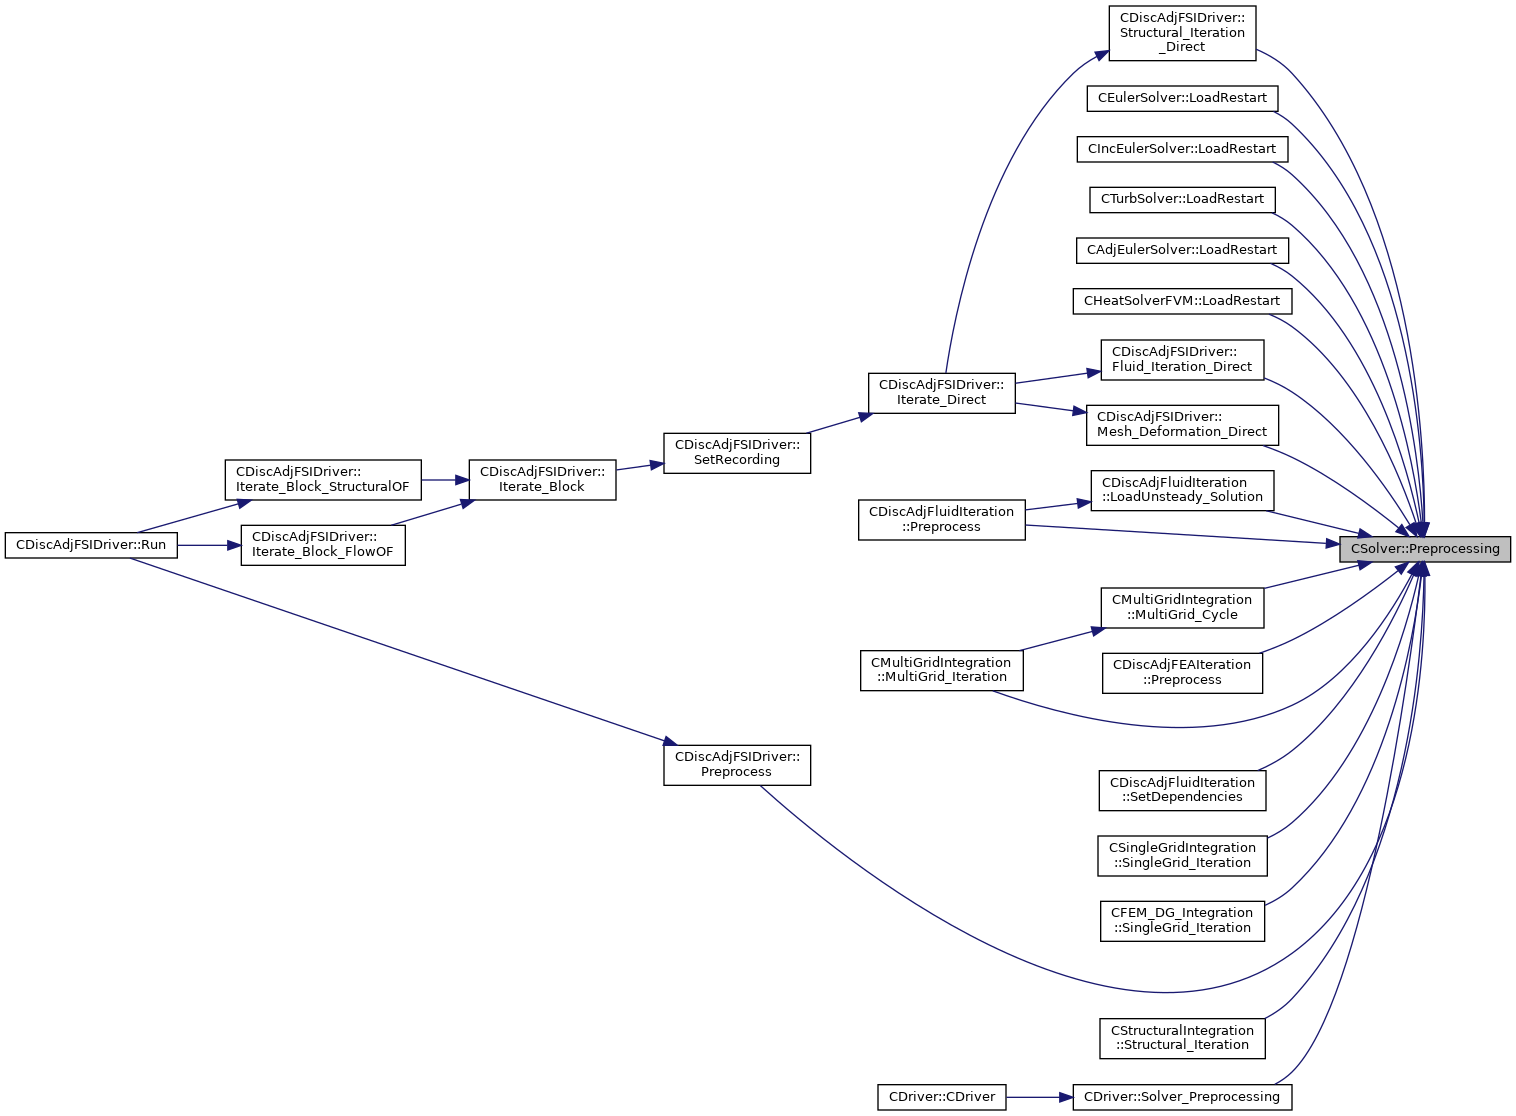 CDiscAdjFSIDriver::
Structural_Iteration
_Direct
CEulerSolver::LoadRestart
CIncEulerSolver::LoadRestart
CTurbSolver::LoadRestart
CAdjEulerSolver::LoadRestart
CHeatSolverFVM::LoadRestart
CDiscAdjFSIDriver::
Fluid_Iteration_Direct
CDiscAdjFSIDriver::
Iterate_Direct
CDiscAdjFSIDriver::
Mesh_Deformation_Direct
CDiscAdjFSIDriver::
SetRecording
CDiscAdjFSIDriver::
Iterate_Block_StructuralOF
CDiscAdjFSIDriver::
Iterate_Block
CDiscAdjFluidIteration
::LoadUnsteady_Solution
CDiscAdjFluidIteration
::Preprocess
CDiscAdjFSIDriver::Run
CDiscAdjFSIDriver::
Iterate_Block_FlowOF
CSolver::Preprocessing
CMultiGridIntegration
::MultiGrid_Cycle
CMultiGridIntegration
::MultiGrid_Iteration
CDiscAdjFEAIteration
::Preprocess
CDiscAdjFSIDriver::
Preprocess
CDiscAdjFluidIteration
::SetDependencies
CSingleGridIntegration
::SingleGrid_Iteration
CFEM_DG_Integration
::SingleGrid_Iteration
CStructuralIntegration
::Structural_Iteration
CDriver::CDriver
CDriver::Solver_Preprocessing